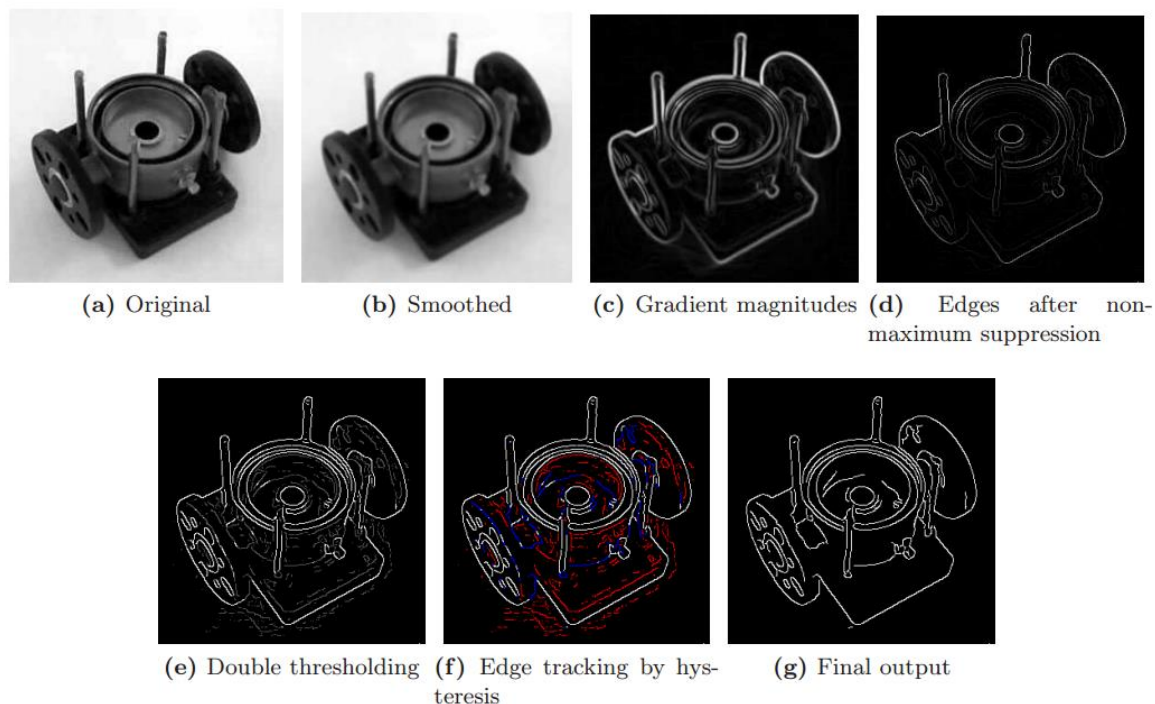 (a) Original
(b) Smoothed
(c) Gradient magnitudes
(d) Edges after non-
maximum suppression
(e) Double thresholding
(f) Edge tracking by hys-
teresis
(g) Final output